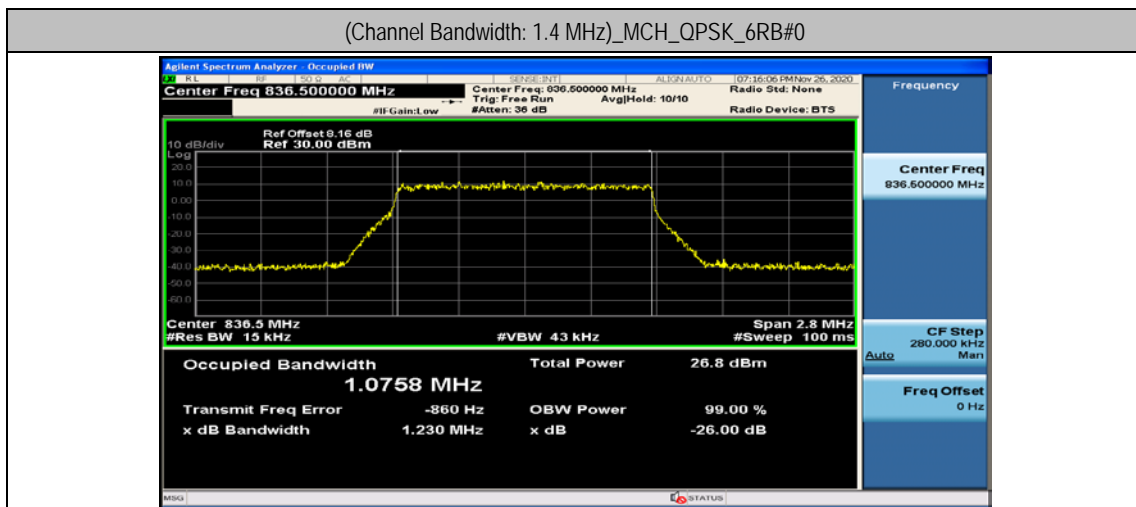 (Channel Bandwidth: 1.4 MHz)_MCH_QPSK_6RB#0
Agilent Spectrum Analyzer - Occupied BW
RL RF 50 Ω AC SENSE:INT ALIGN AUTO 07:16:06 PM Nov 26, 2020
Center Freq 836.500000 MHz Center Freq: 836.500000 MHz Radio Std: None
Trig: Free Run Avg|Hold: 10/10
#IFGain:Low #Atten: 36 dB Radio Device: BTS
Frequency
Ref Offset 8.16 dB
10 dB/div Ref 30.00 dBm
Log
20.0
10.0
0.00
-10.0
-20.0
-30.0
-40.0
-50.0
-60.0
Center 836.5 MHz Span 2.8 MHz
#Res BW 15 kHz #VBW 43 kHz #Sweep 100 ms
Occupied Bandwidth Total Power 26.8 dBm
1.0758 MHz
Transmit Freq Error -860 Hz OBW Power 99.00 %
x dB Bandwidth 1.230 MHz x dB -26.00 dB
Center Freq
836.500000 MHz
CF Step
280.000 kHz
Auto Man
Freq Offset
0 Hz
MSG STATUS